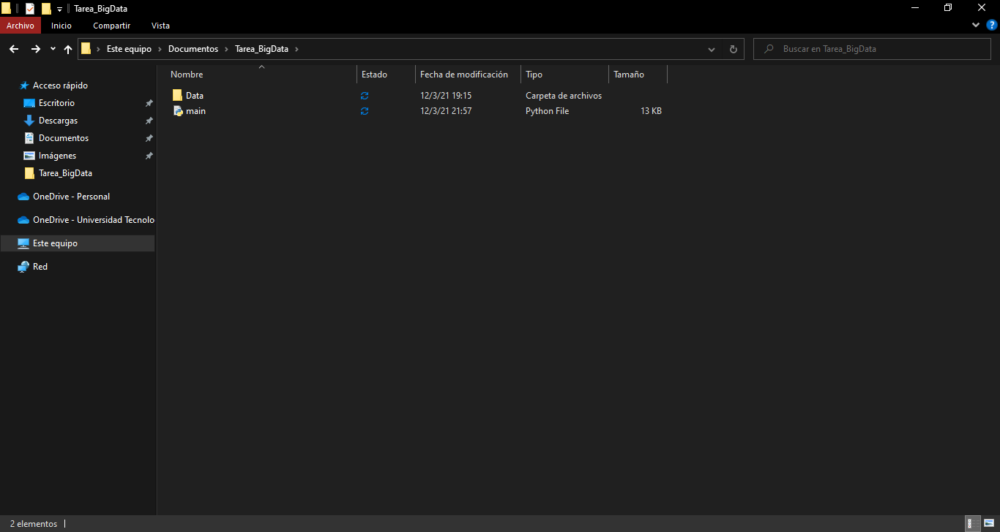 Tarea_BigData
Archivo Inicio Compartir Vista
Este equipo Documentos Tarea_BigData
Buscar en Tarea_BigData
Acceso rápido
Escritorio
Descargas
Documentos
Imágenes
Tarea_BigData
OneDrive - Personal
OneDrive - Universidad Tecnolo
Este equipo
Red
Nombre Estado Fecha de modificación Tipo Tamaño
Data 12/3/21 19:15 Carpeta de archivos
main 12/3/21 21:57 Python File 13 KB
2 elementos